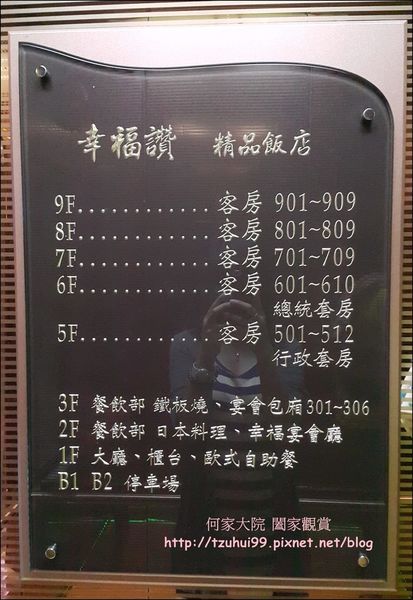 幸福讚 精品飯店
9F............客房 901~909
8F............客房 801~809
7F............客房 701~709
6F............客房 601~610
總統套房
5F............客房 501~512
行政套房
3F 餐飲部 鐵板燒、宴會包廂301~306
2F 餐飲部 日本料理、幸福宴會廳
1F 大廳、櫃台、歐式自助餐
B1 B2 停車場
何家大院 闔家觀賞
http://tzuhui99.pixnet.net/blog